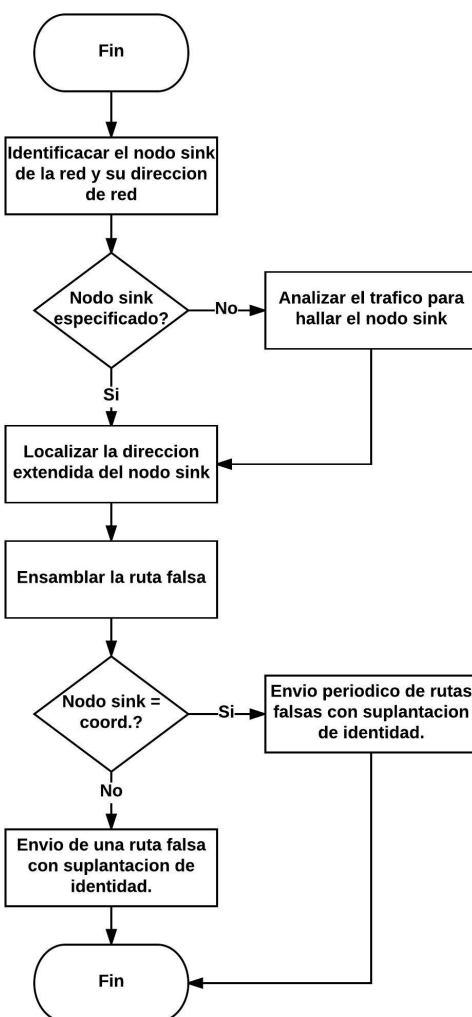 Fin
Identificacar el nodo sink
de la red y su direccion
de red
Nodo sink
especificado?
No
Analizar el trafico para
hallar el nodo sink
Si
Localizar la direccion
extendida del nodo sink
Ensamblar la ruta falsa
Nodo sink =
coord.?
Si
Envio periodico de rutas
falsas con suplantacion
de identidad.
No
Envio de una ruta falsa
con suplantacion de
identidad.
Fin